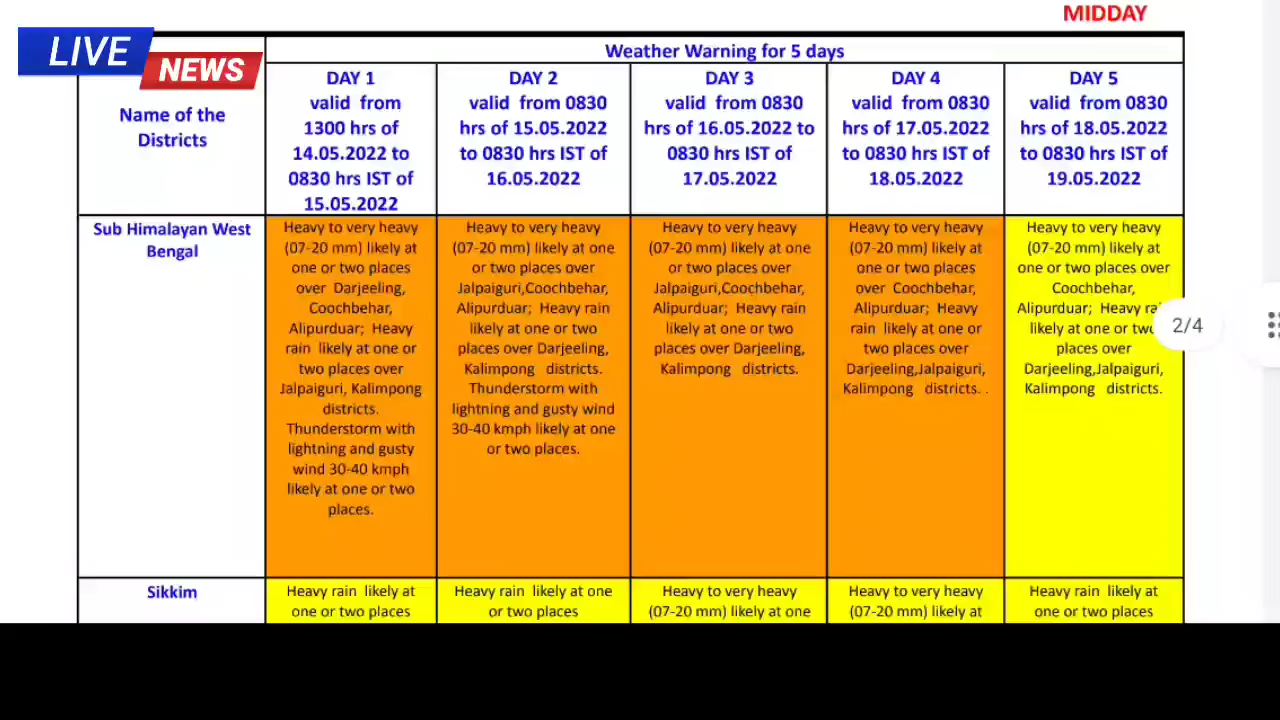 MIDDAY
LIVE
NEWS
Weather Warning for 5 days
Name of the
Districts
DAY 1
valid from
1300 hrs of
14.05.2022 to
0830 hrs IST of
15.05.2022
DAY 2
valid from 0830
hrs of 15.05.2022
to 0830 hrs IST of
16.05.2022
DAY 3
valid from 0830
hrs of 16.05.2022 to
0830 hrs IST of
17.05.2022
DAY 4
valid from 0830
hrs of 17.05.2022
to 0830 hrs IST of
18.05.2022
DAY 5
valid from 0830
hrs of 18.05.2022
to 0830 hrs IST of
19.05.2022
Sub Himalayan West
Bengal
Heavy to very heavy
(07-20 mm) likely at
one or two places
over Darjeeling,
Coochbehar,
Alipurduar; Heavy
rain likely at one or
two places over
Jalpaiguri, Kalimpong
districts.
Thunderstorm with
lightning and gusty
wind 30-40 kmph
likely at one or two
places.
Heavy to very heavy
(07-20 mm) likely at one
or two places over
Jalpaiguri,Coochbehar,
Alipurduar; Heavy rain
likely at one or two
places over Darjeeling,
Kalimpong districts.
Thunderstorm with
lightning and gusty wind
30-40 kmph likely at one
or two places.
Heavy to very heavy
(07-20 mm) likely at one
or two places over
Jalpaiguri,Coochbehar,
Alipurduar; Heavy rain
likely at one or two
places over Darjeeling,
Kalimpong districts.
Heavy to very heavy
(07-20 mm) likely at
one or two places
over Coochbehar,
Alipurduar; Heavy
rain likely at one or
two places over
Darjeeling,Jalpaiguri,
Kalimpong districts. .
Heavy to very heavy
(07-20 mm) likely at
one or two places over
Coochbehar,
Alipurduar; Heavy
likely at one or two
places over
Darjeeling,Jalpaiguri,
Kalimpong districts.
2/4
Sikkim
Heavy rain likely at
one or two places
Heavy rain likely at one
or two places
Heavy to very heavy
(07-20 mm) likely at one
Heavy to very heavy
(07-20 mm) likely at
Heavy rain likely at
one or two places